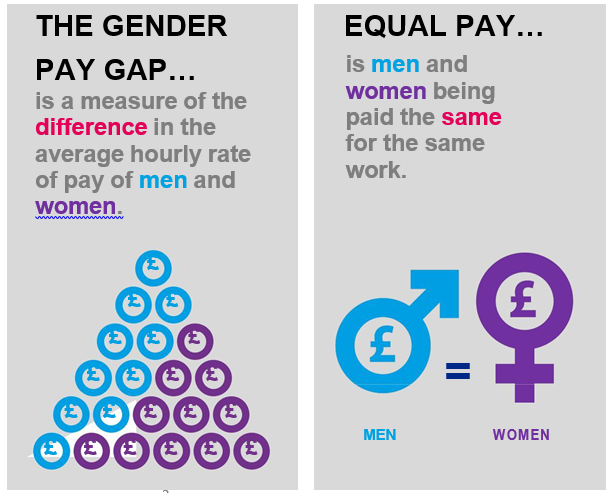 THE GENDER
PAY GAP…
is a measure of the
difference in the
average hourly rate
of pay of men and
women.
£
£ £
£ £ £
£ £ £ £
£ £ £ £ £
£ £ £ £ £ £
EQUAL PAY…
is men and
women being
paid the same
for the same
work.
£ = £
MEN WOMEN